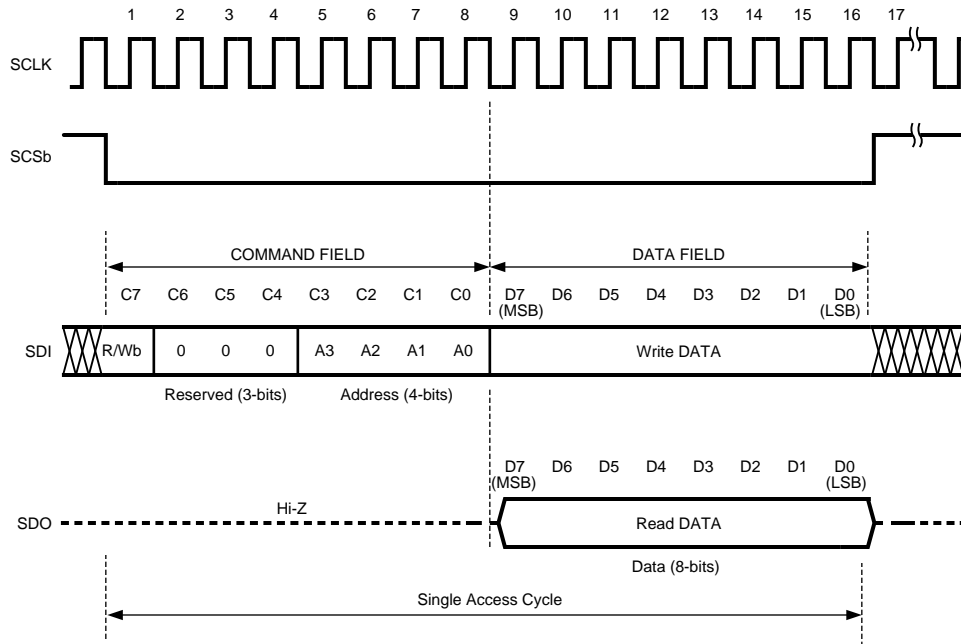 1 2 3 4 5 6 7 8 9 10 11 12 13 14 15 16 17
SCLK
SCSb
COMMAND FIELD DATA FIELD
C7 C6 C5 C4 C3 C2 C1 C0 D7 D6 D5 D4 D3 D2 D1 D0
(MSB) (LSB)
SDI R/Wb 0 0 0 A3 A2 A1 A0 Write DATA
Reserved (3-bits) Address (4-bits)
D7 D6 D5 D4 D3 D2 D1 D0
(MSB) (LSB)
Hi-Z
SDO Read DATA
Data (8-bits)
Single Access Cycle